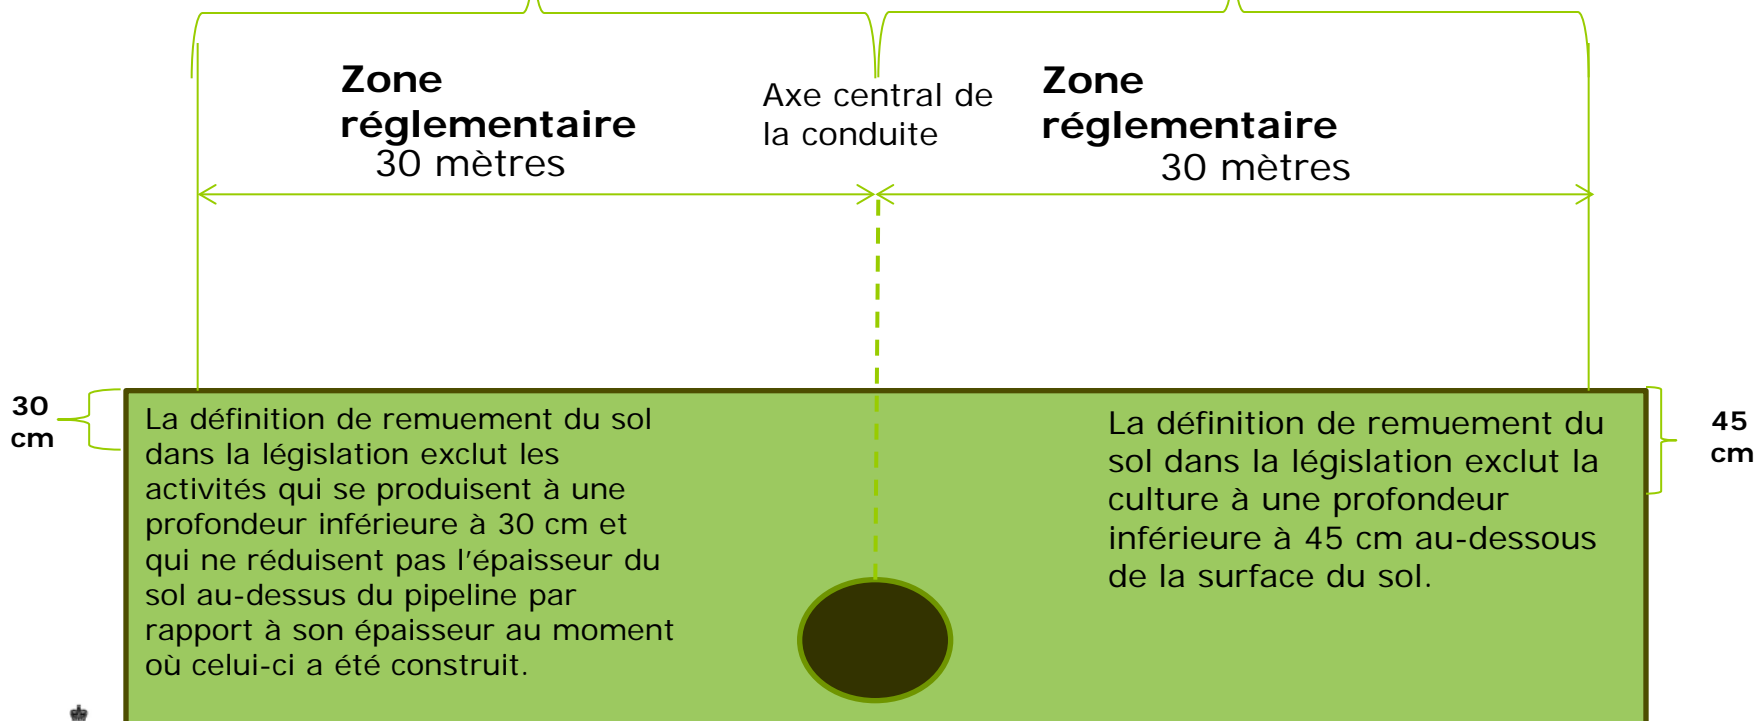 Zone
réglementaire
30 mètres
Axe central de
la conduite
Zone
réglementaire
30 mètres
30
cm
La définition de remuement du sol
dans la législation exclut les
activités qui se produisent à une
profondeur inférieure à 30 cm et
qui ne réduisent pas l’épaisseur du
sol au-dessus du pipeline par
rapport à son épaisseur au moment
où celui-ci a été construit.
La définition de remuement du
sol dans la législation exclut la
culture à une profondeur
inférieure à 45 cm au-dessous
de la surface du sol.
45
cm